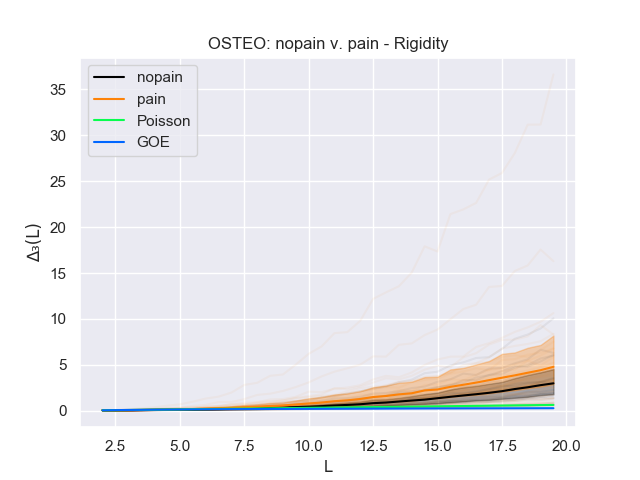 OSTEO: nopain v. pain - Rigidity
nopain
pain
Poisson
GOE
Δ₃(L)
35
30
25
20
15
10
5
0
2.5 5.0 7.5 10.0 12.5 15.0 17.5 20.0
L